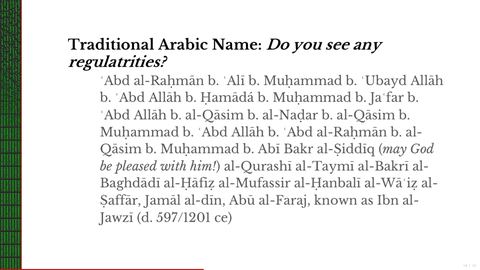 Traditional Arabic Name: Do you see any
regulatrities?
ʿAbd al-Raḥmān b. ʿAlī b. Muḥammad b. ʿUbayd Allāh
b. ʿAbd Allāh b. Ḥamādá b. Muḥammad b. Jaʿfar b.
ʿAbd Allāh b. al-Qāsim b. al-Naḍar b. al-Qāsim b.
Muḥammad b. ʿAbd Allāh b. ʿAbd al-Raḥmān b. al-
Qāsim b. Muḥammad b. Abī Bakr al-Ṣiddīq (may God
be pleased with him!) al-Qurashī al-Taymī al-Bakrī al-
Baghdādī al-Ḥāfiẓ al-Mufassir al-Ḥanbalī al-Wāʿiẓ al-
Ṣaffār, Jamāl al-dīn, Abū al-Faraj, known as Ibn al-
Jawzī (d. 597/1201 ce)